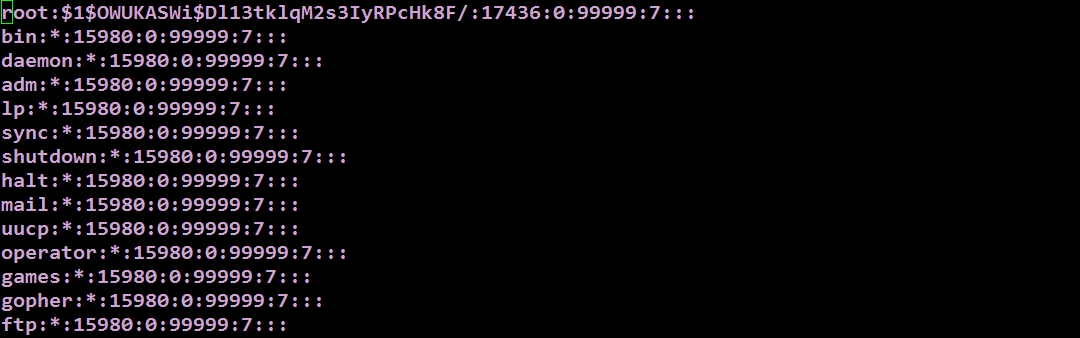 root:$1$OWUKASWi$Dl13tklqM2s3IyRPcHk8F/:17436:0:99999:7:::
bin:*:15980:0:99999:7:::
daemon:*:15980:0:99999:7:::
adm:*:15980:0:99999:7:::
lp:*:15980:0:99999:7:::
sync:*:15980:0:99999:7:::
shutdown:*:15980:0:99999:7:::
halt:*:15980:0:99999:7:::
mail:*:15980:0:99999:7:::
uucp:*:15980:0:99999:7:::
operator:*:15980:0:99999:7:::
games:*:15980:0:99999:7:::
gopher:*:15980:0:99999:7:::
ftp:*:15980:0:99999:7:::